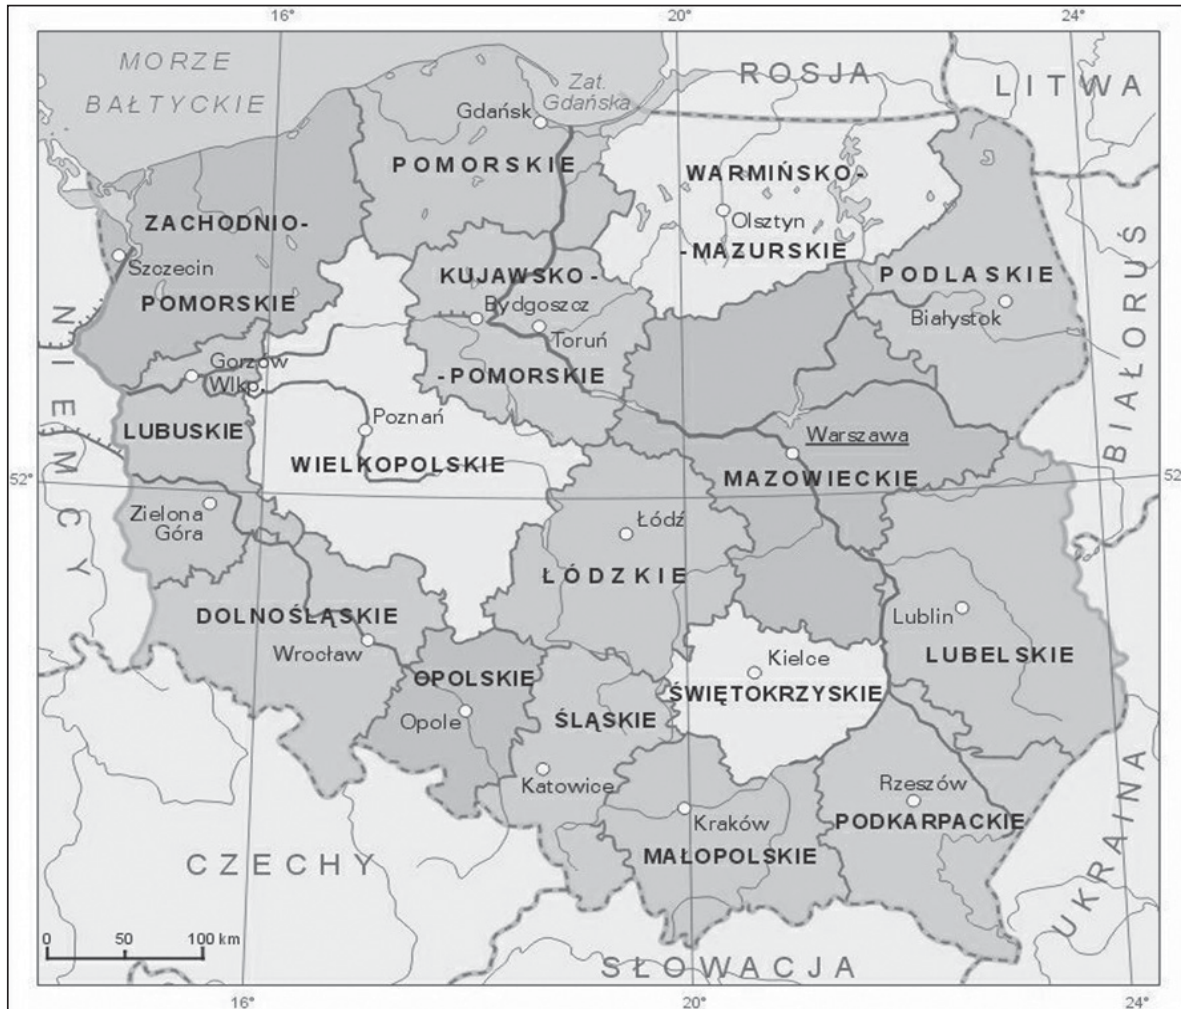 16°
20°
24°
MORZE
BAŁTYCKIE
Zat.
Gdańska
ROSJA
LITWA
Gdańsk
POMORSKIE
WARMIŃSKO-
Olsztyn
-MAZURSKIE
ZACHODNIO-
Szczecin
POMORSKIE
KUJAWSKO-
Bydgoszcz
Toruń
-POMORSKIE
PODLASKIE
Białystok
BIAŁORUŚ
NIEMCY
Gorzów
Wlkp.
LUBUSKIE
Poznań
WIELKOPOLSKIE
Warszawa
MAZOWIECKIE
52°
52
Zielona
Góra
Łódź
ŁÓDZKIE
DOLNOŚLĄSKIE
Wrocław
Lublin
LUBELSKIE
OPOLSKIE
Opole
ŚLĄSKIE
Katowice
Kielce
ŚWIĘTOKRZYSKIE
Rzeszów
PODKARPACKIE
Kraków
MAŁOPOLSKIE
CZECHY
UKRAINA
SŁOWACJA
0 50 100 km
16°
20°
24°